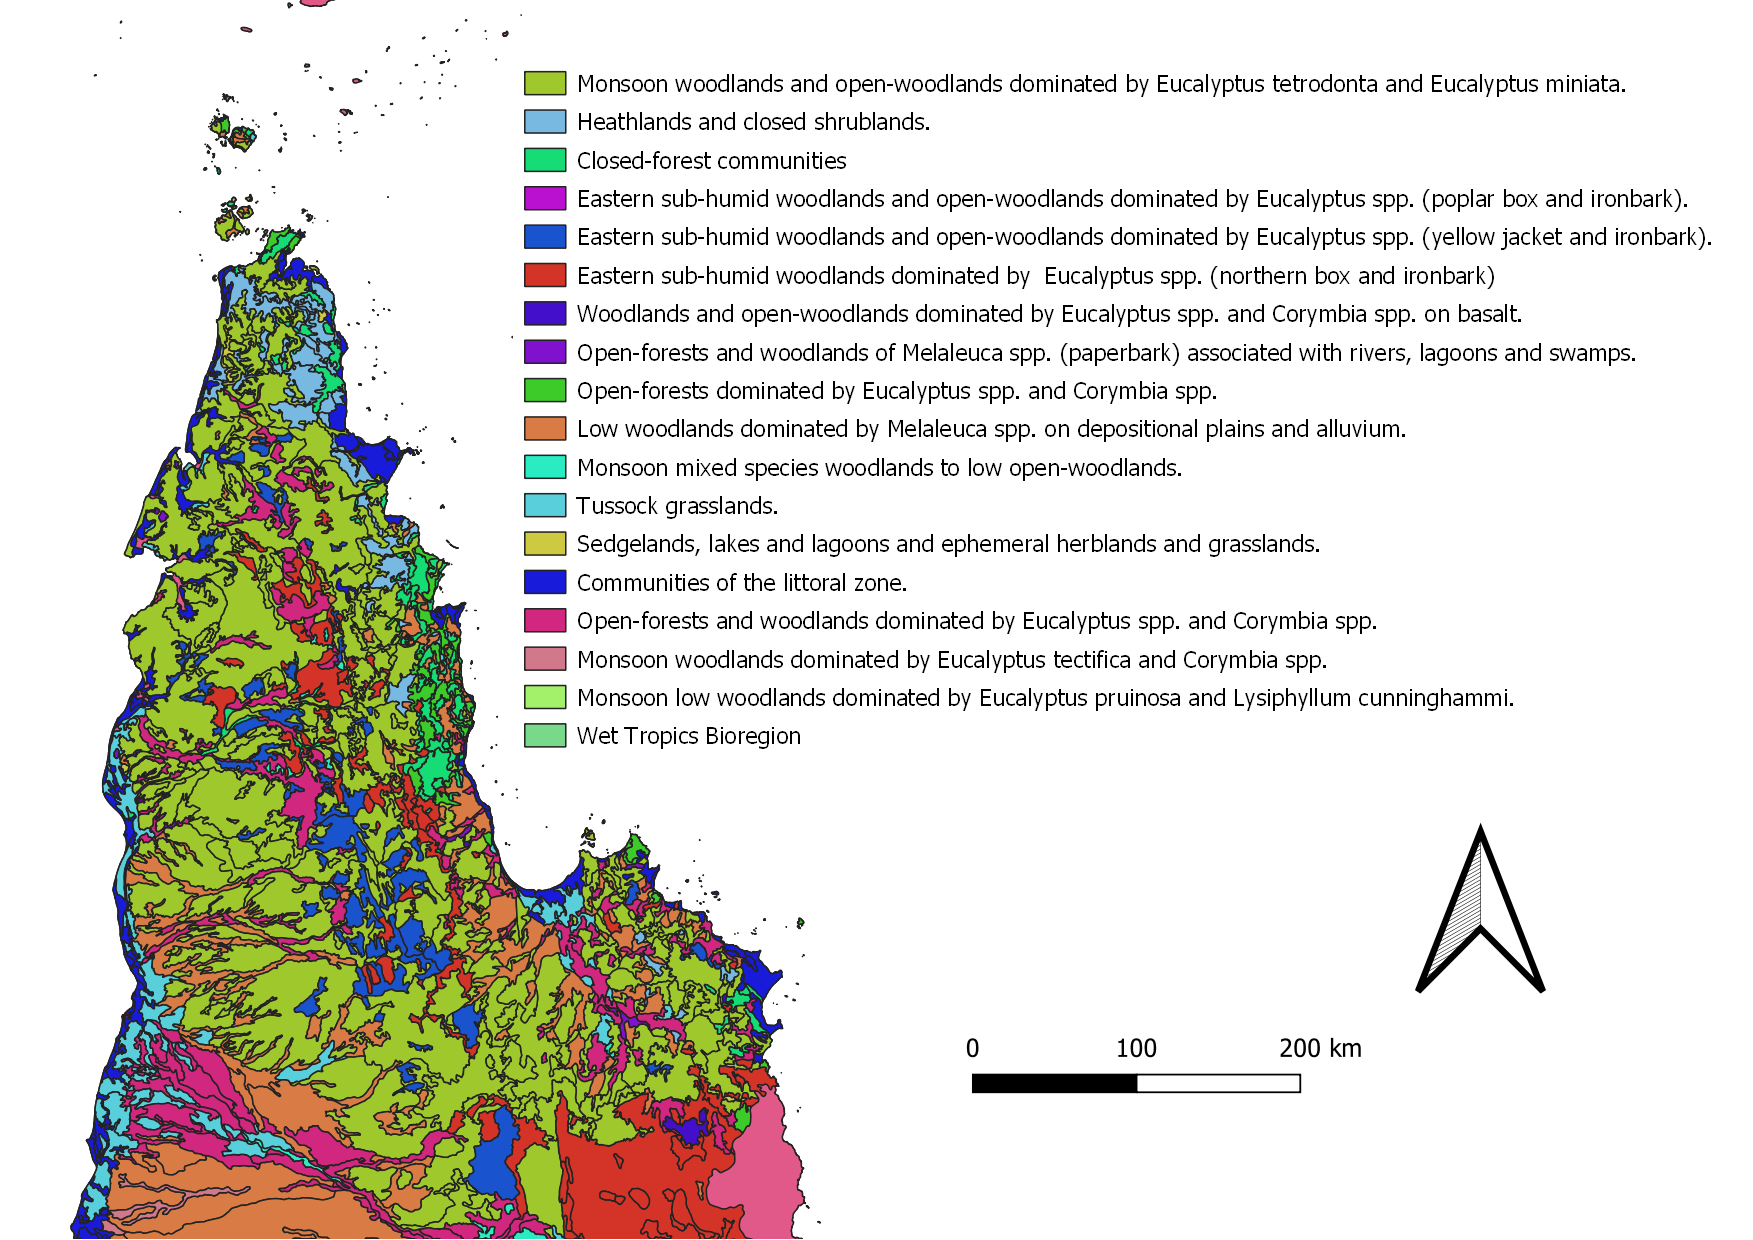 Monsoon woodlands and open-woodlands dominated by Eucalyptus tetrodonta and Eucalyptus miniata.
Heathlands and closed shrublands.
Closed-forest communities
Eastern sub-humid woodlands and open-woodlands dominated by Eucalyptus spp. (poplar box and ironbark).
Eastern sub-humid woodlands and open-woodlands dominated by Eucalyptus spp. (yellow jacket and ironbark).
Eastern sub-humid woodlands dominated by  Eucalyptus spp. (northern box and ironbark)
Woodlands and open-woodlands dominated by Eucalyptus spp. and Corymbia spp. on basalt.
Open-forests and woodlands of Melaleuca spp. (paperbark) associated with rivers, lagoons and swamps.
Open-forests dominated by Eucalyptus spp. and Corymbia spp.
Low woodlands dominated by Melaleuca spp. on depositional plains and alluvium.
Monsoon mixed species woodlands to low open-woodlands.
Tussock grasslands.
Sedgelands, lakes and lagoons and ephemeral herblands and grasslands.
Communities of the littoral zone.
Open-forests and woodlands dominated by Eucalyptus spp. and Corymbia spp.
Monsoon woodlands dominated by Eucalyptus tectifica and Corymbia spp.
Monsoon low woodlands dominated by Eucalyptus pruinosa and Lysiphyllum cunninghammi.
Wet Tropics Bioregion
0 100 200 km